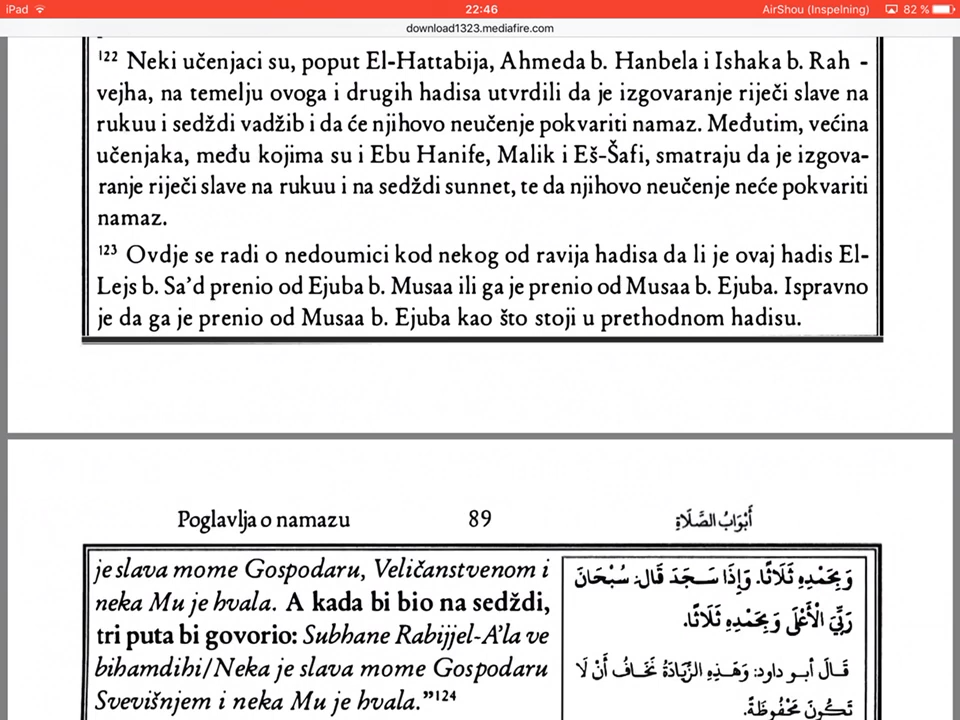 iPad 22:46 AirShou (Inspelning) 82 %
download1323.mediafire.com
122 Neki učenjaci su, poput El-Hattabija, Ahmeda b. Hanbela i Ishaka b. Rah -
vejha, na temelju ovoga i drugih hadisa utvrdili da je izgovaranje riječi slave na
rukuu i sedždi vadžib i da će njihovo neučenje pokvariti namaz. Međutim, većina
učenjaka, među kojima su i Ebu Hanife, Malik i Eš-Šafi, smatraju da je izgova-
ranje riječi slave na rukuu i na sedždi sunnet, te da njihovo neučenje neće pokvariti
namaz.
123 Ovdje se radi o nedoumici kod nekog od ravija hadisa da li je ovaj hadis El-
Lejs b. Sa’d prenio od Ejuba b. Musaa ili ga je prenio od Musaa b. Ejuba. Ispravno
je da ga je prenio od Musaa b. Ejuba kao što stoji u prethodnom hadisu.
Poglavlja o namazu 89 أَبْوَابُ الصَّلَاةِ
je slava mome Gospodaru, Veličanstvenom i
neka Mu je hvala. A kada bi bio na sedždi,
tri puta bi govorio: Subhane Rabijjel-A’la ve
bihamdihi/Neka je slava mome Gospodaru
Svevišnjem i neka Mu je hvala.”124
وَبِحَمْدِهِ ثَلَاثًا. وَإِذَا سَجَدَ قَالَ: سُبْحَانَ
رَبِّيَ الْأَعْلَى وَبِحَمْدِهِ ثَلَاثًا.
قَالَ أبو داود: وَهَذِهِ الزِّيَادَةُ نَخَافُ أَنْ لَا
تَكُونَ مَحْفُوظَةً.